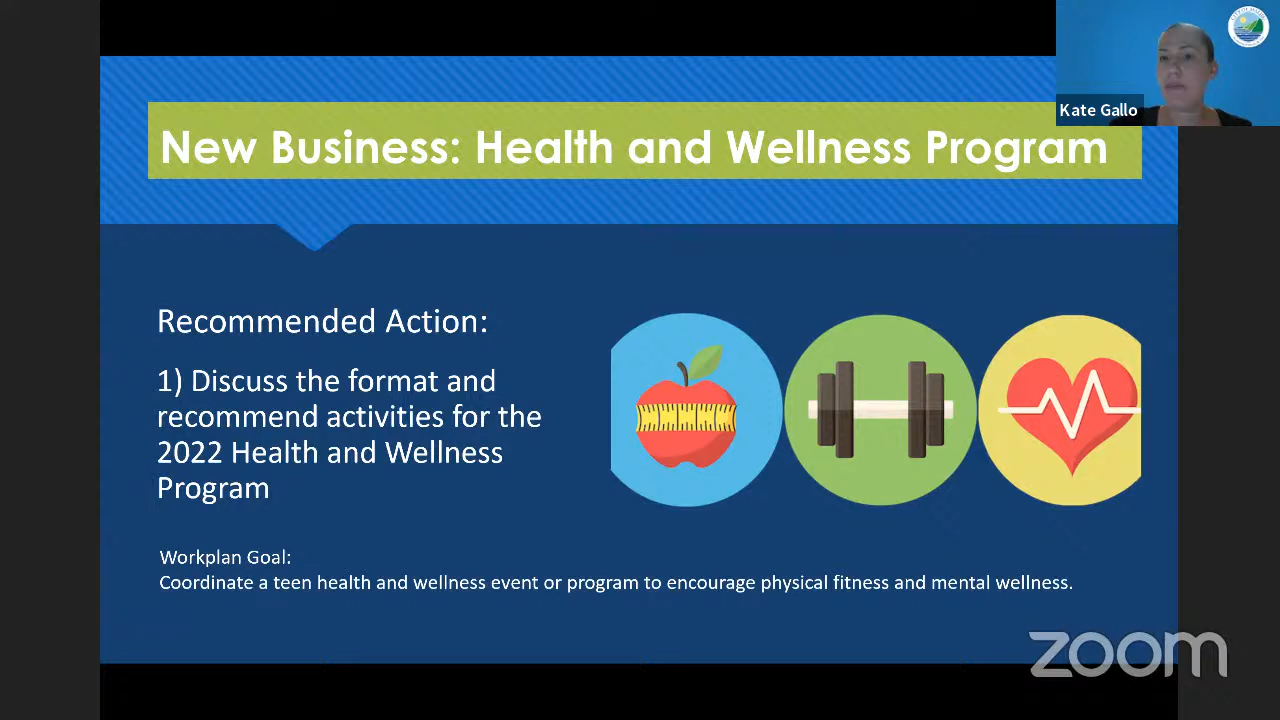 Kate Gallo
New Business: Health and Wellness Program
Recommended Action:
1) Discuss the format and
recommend activities for the
2022 Health and Wellness
Program
Workplan Goal:
Coordinate a teen health and wellness event or program to encourage physical fitness and mental wellness.
zoom